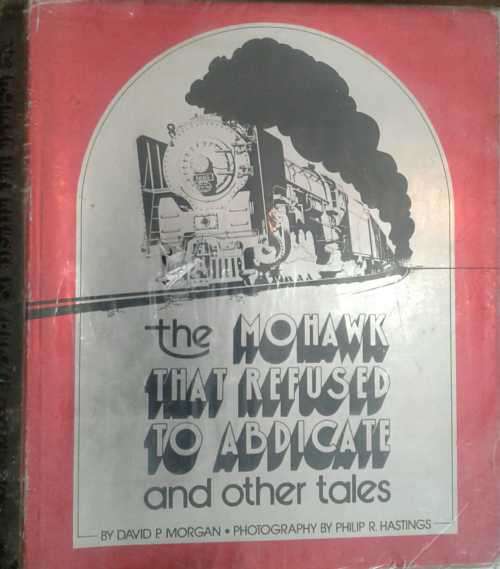 the MOHAWK
THAT REFUSED
TO ABDICATE
and other tales
BY DAVID P. MORGAN • PHOTOGRAPHY BY PHILIP R. HASTINGS